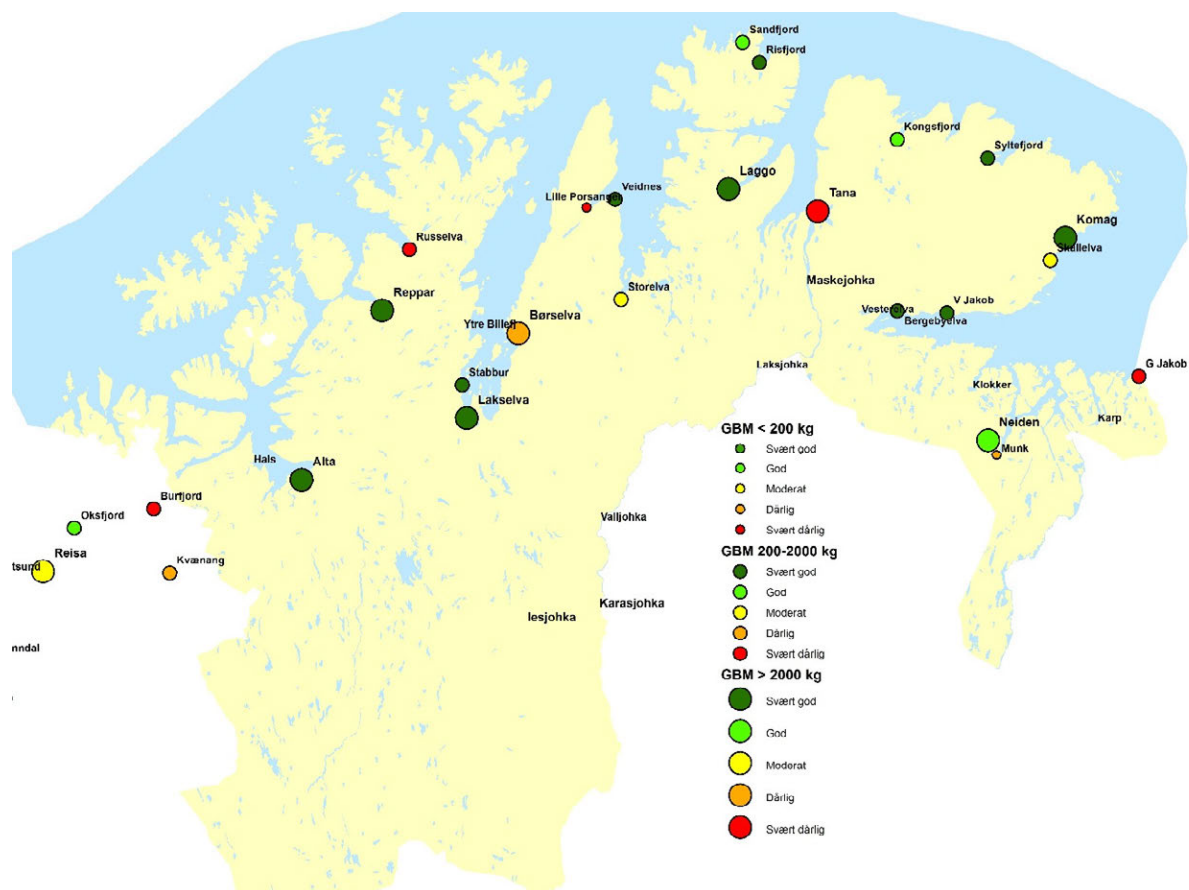 Sandfjord
Risfjord
Kongsfjord
Syltefjord
Laggo
Veidnes
Lille Porsanger
Tana
Komag
Skallelva
Russelva
Reppar
Storelva
Maskejohka
Børselva
Ytre Billefj
Vesterelva
V Jakob
Bergebyelva
Stabbur
Laksjohka
G Jakob
Klokker
Lakselva
Karp
Neiden
Munk
Hals
Alta
Burfjord
Oksfjord
Reisa
tsund
Kvænang
Valljohka
Iesjohka
Karasjohka
mndal
GBM < 200 kg
Svært god
God
Moderat
Dårlig
Svært dårlig
GBM 200-2000 kg
Svært god
God
Moderat
Dårlig
Svært dårlig
GBM > 2000 kg
Svært god
God
Moderat
Dårlig
Svært dårlig